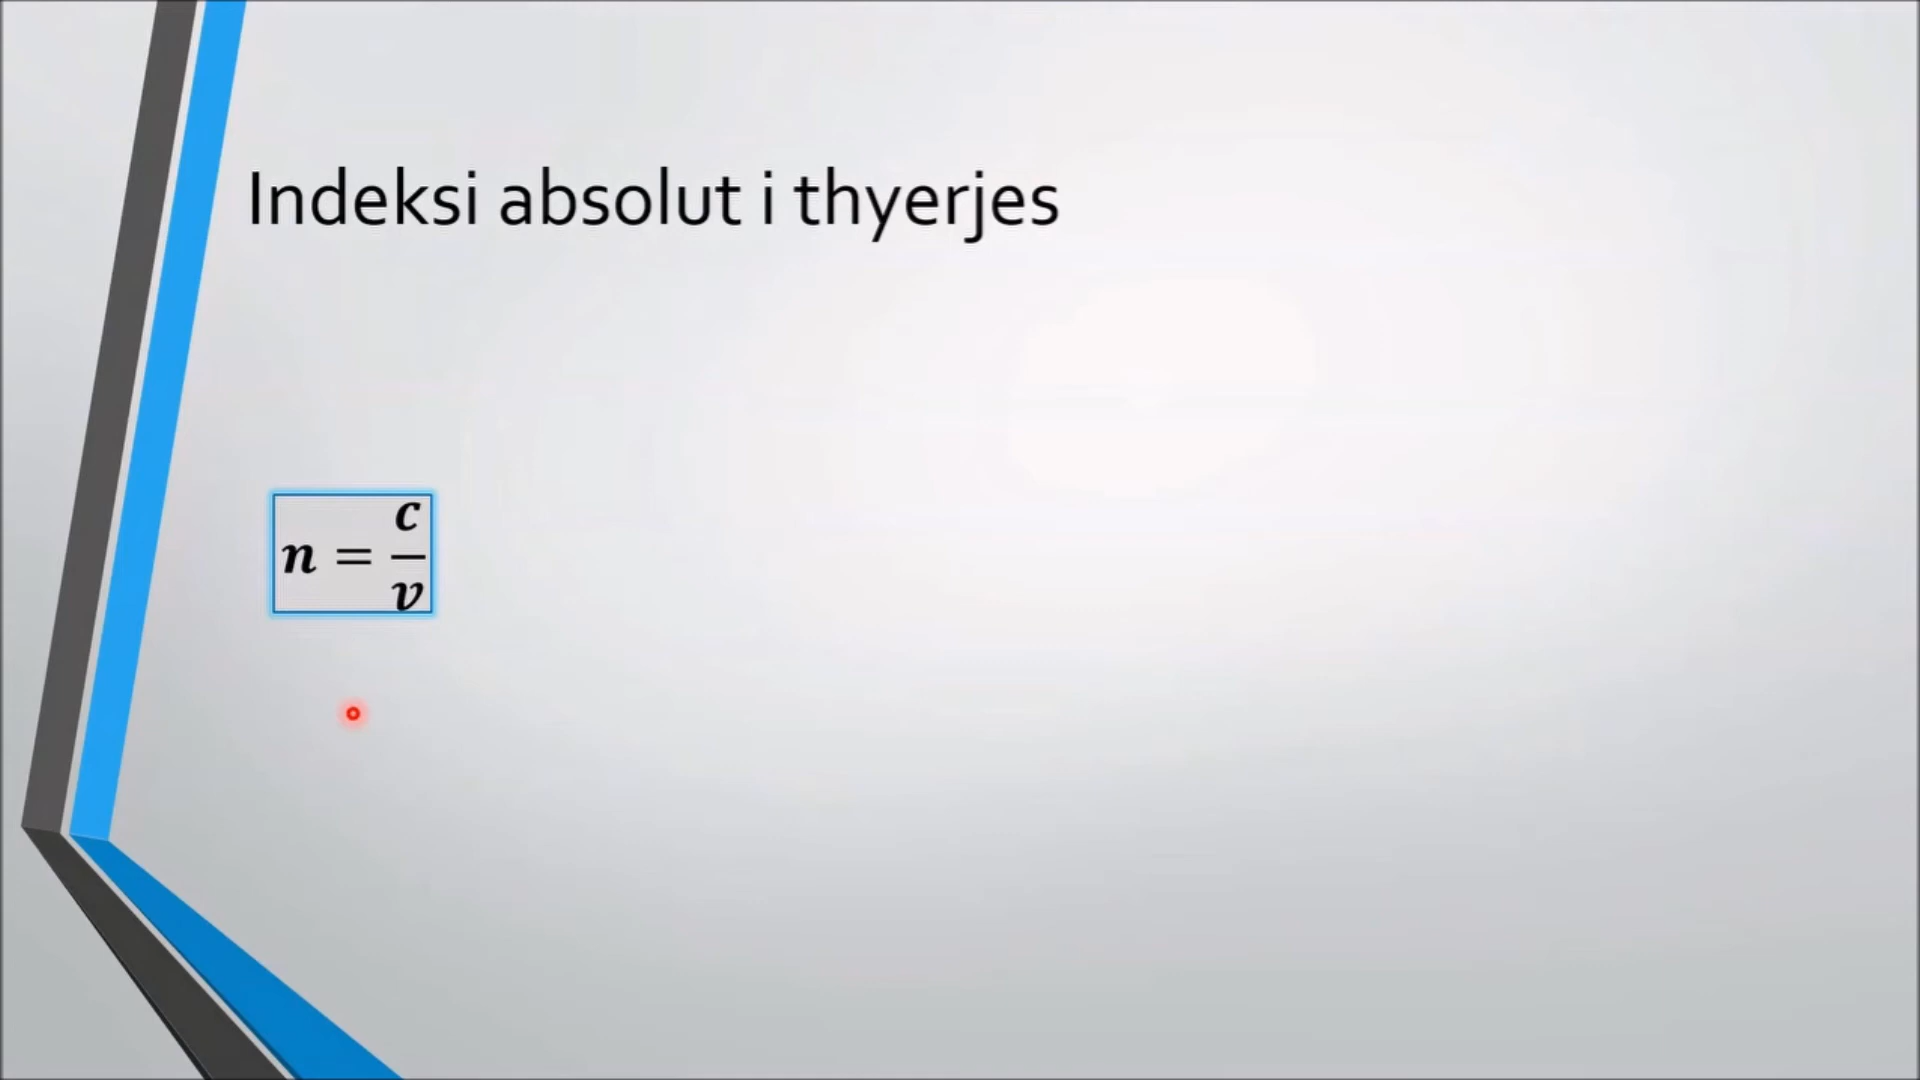 Indeksi absolut i thyerjes
n = c/v